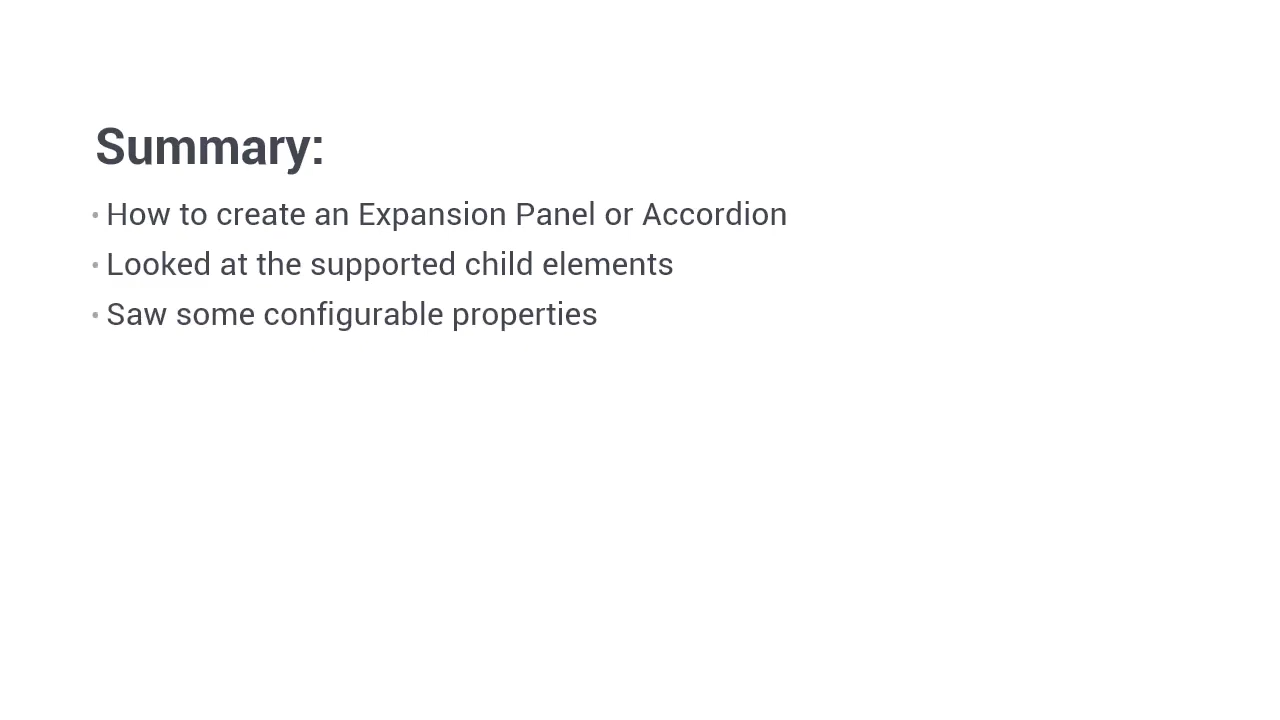 Summary:
• How to create an Expansion Panel or Accordion
• Looked at the supported child elements
• Saw some configurable properties